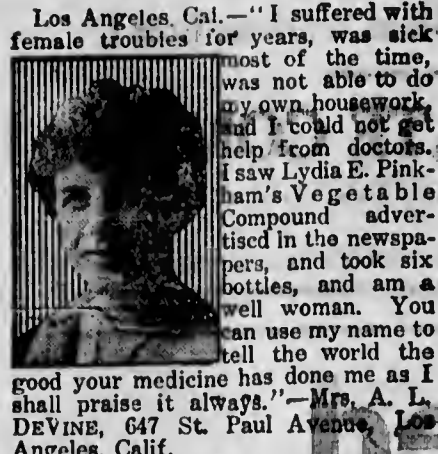 Los Angeles, Cal.—"I suffered with
female troubles for years, was sick
most of the time,
was not able to do
my own housework,
and I could not get
help from doctors.
I saw Lydia E. Pink-
ham's Vegetable
Compound adver-
tised in the newspa-
pers, and took six
bottles, and am a
well woman. You
can use my name to
tell the world the
good your medicine has done me as I
shall praise it always."—Mrs. A. L.
DEVINE, 647 St. Paul Avenue, Los
Angeles, Calif.